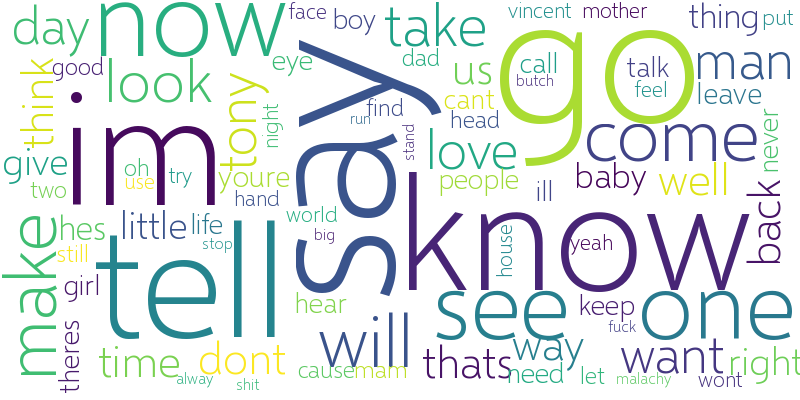 day
now
face
boy
take
vincent
mother
thing
put
think
good
look
eye
dad
us
call
butch
go
talk
feel
man
leave
im
tony
night
find
cant
head
run
stand
say
love
come
never
give
two
oh
use
try
youre
hand
people
ill
baby
well
back
make
hes
still
little
life
stop
world
big
know
house
yeah
girl
tell
hear
see
keep
one
fuck
theres
time
dont
will
thats
way
want
right
alway
shit
cause
mam
need
let
malachy
wont